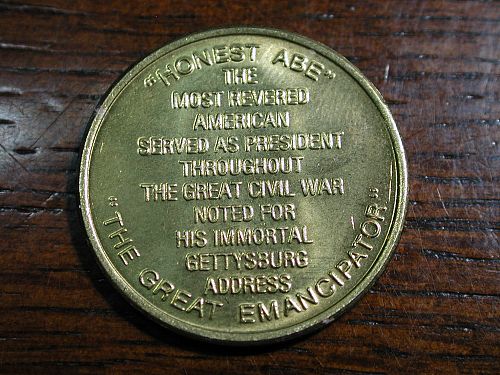 "HONEST ABE"
THE
MOST REVERED
AMERICAN
SERVED AS PRESIDENT
THROUGHOUT
THE GREAT CIVIL WAR
NOTED FOR
HIS IMMORTAL
GETTYSBURG
ADDRESS
"THE GREAT EMANCIPATOR"